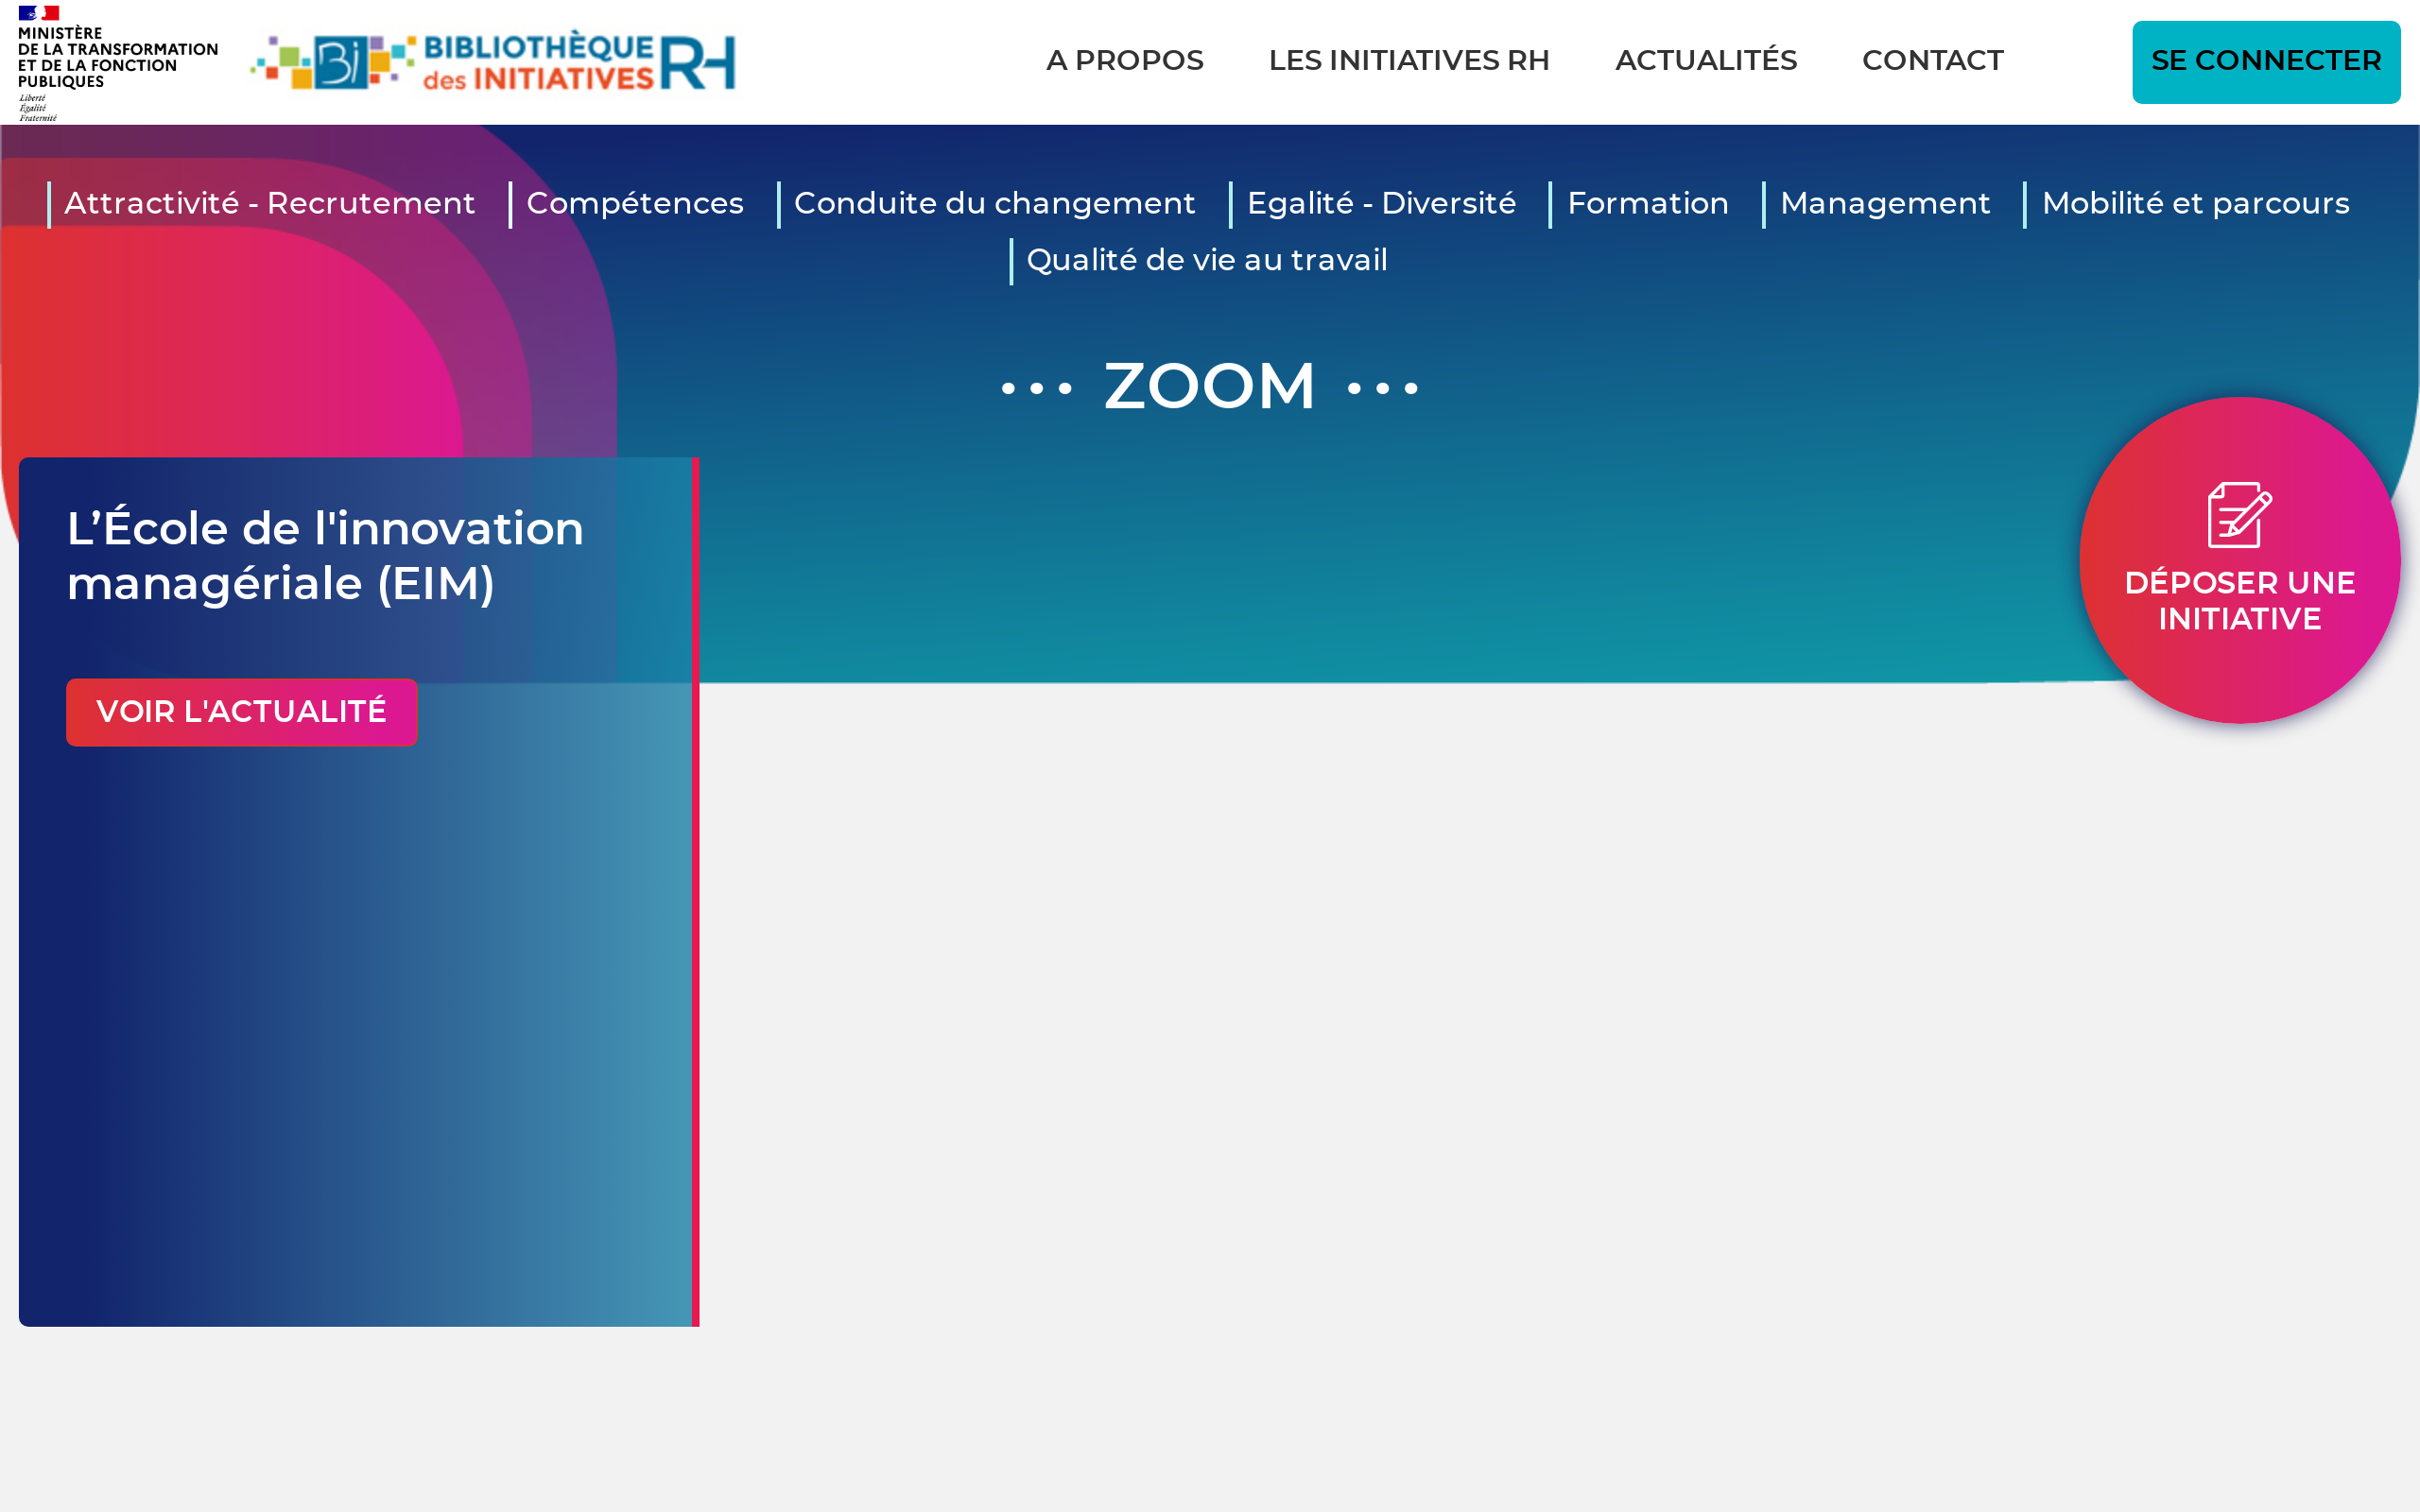 MINISTÈRE
DE LA TRANSFORMATION
ET DE LA FONCTION
PUBLIQUES
Liberté
Égalité
Fraternité
Bi
BIBLIOTHÈQUE
des INITIATIVES RH
A PROPOS
LES INITIATIVES RH
ACTUALITÉS
CONTACT
SE CONNECTER
Attractivité - Recrutement
Compétences
Conduite du changement
Egalité - Diversité
Formation
Management
Mobilité et parcours
Qualité de vie au travail
••• ZOOM •••
L’École de l'innovation
managériale (EIM)
VOIR L'ACTUALITÉ
DÉPOSER UNE
INITIATIVE